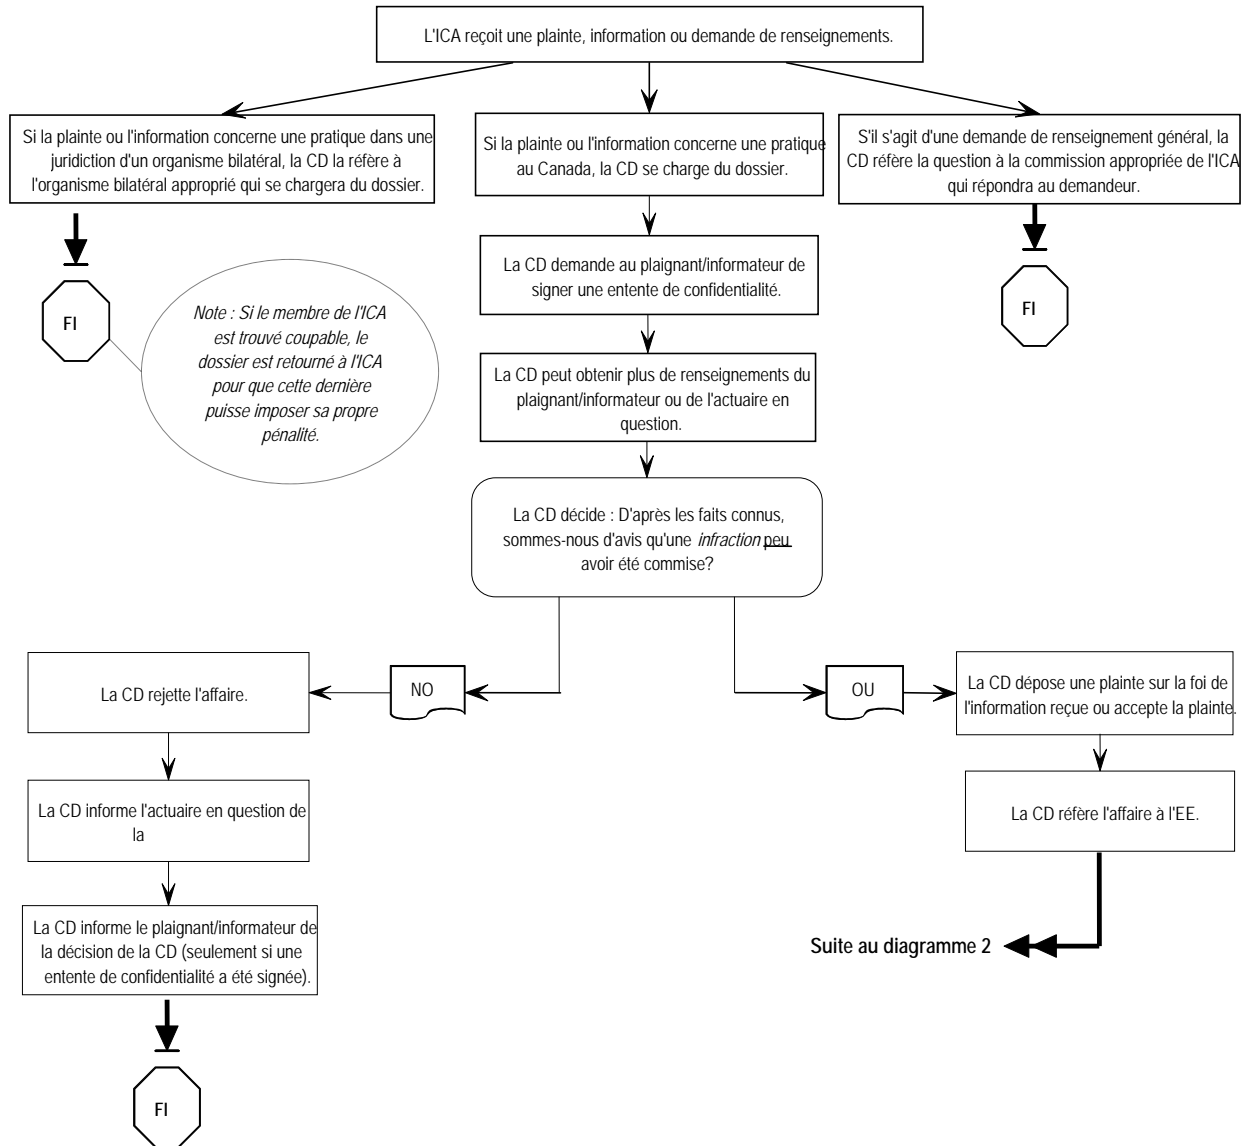 L'ICA reçoit une plainte, information ou demande de renseignements.
Si la plainte ou l'information concerne une pratique dans une
juridiction d'un organisme bilatéral, la CD la réfère à
l'organisme bilatéral approprié qui se chargera du dossier.
Si la plainte ou l'information concerne une pratique
au Canada, la CD se charge du dossier.
S'il s'agit d'une demande de renseignement général, la
CD réfère la question à la commission appropriée de l'ICA
qui répondra au demandeur.
FI
Note : Si le membre de l'ICA
est trouvé coupable, le
dossier est retourné à l'ICA
pour que cette dernière
puisse imposer sa propre
pénalité.
La CD demande au plaignant/informateur de
signer une entente de confidentialité.
FI
La CD peut obtenir plus de renseignements du
plaignant/informateur ou de l'actuaire en
question.
La CD décide : D'après les faits connus,
sommes-nous d'avis qu'une infraction peu
avoir été commise?
NO
OU
La CD rejette l'affaire.
La CD dépose une plainte sur la foi de
l'information reçue ou accepte la plainte.
La CD informe l'actuaire en question de
la
La CD réfère l'affaire à l'EE.
La CD informe le plaignant/informateur de
la décision de la CD (seulement si une
entente de confidentialité a été signée).
Suite au diagramme 2
FI